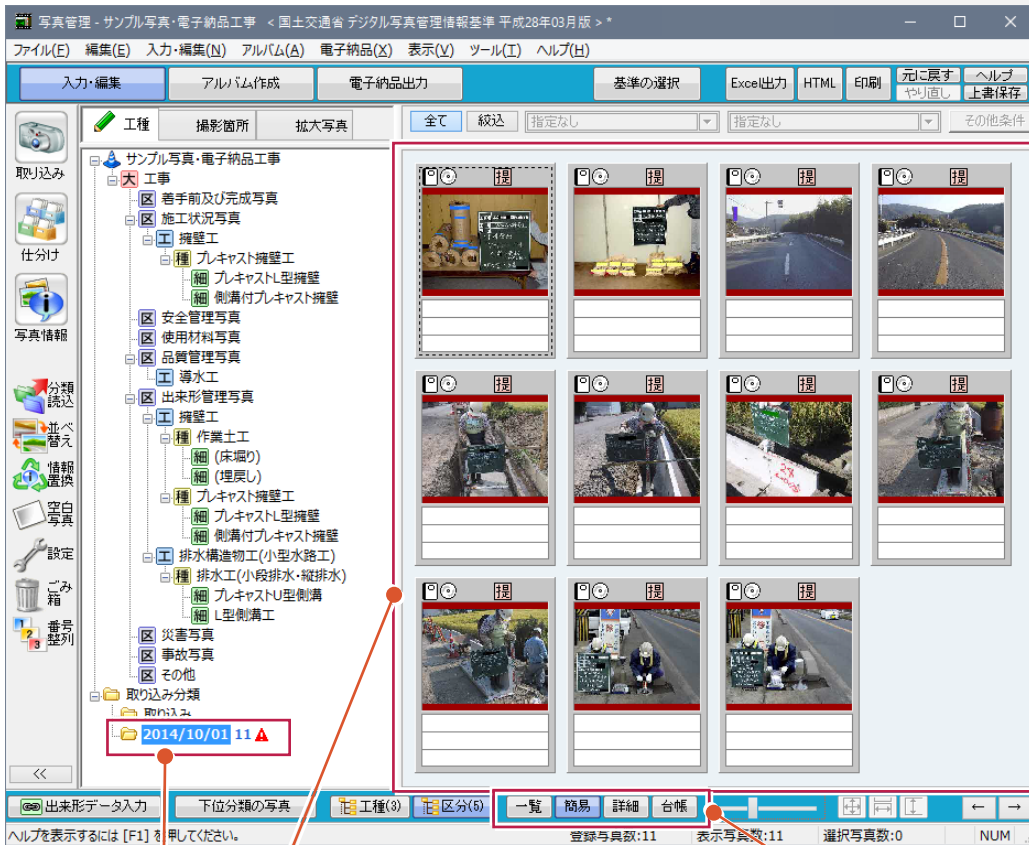 写真管理 - サンプル写真・電子納品工事 < 国土交通省 デジタル写真管理情報基準 平成28年03月版 > *
ファイル(F) 編集(E) 入力・編集(N) アルバム(A) 電子納品(X) 表示(V) ツール(T) ヘルプ(H)
入力・編集 アルバム作成 電子納品出力 基準の選択 Excel出力 HTML 印刷 元に戻す ヘルプ
やり直し 上書保存
工種 撮影箇所 拡大写真 全て 絞込 指定なし 指定なし その他条件
取り込み
仕分け
写真情報
分類
読込
並べ
替え
情報
置換
空白
写真
設定
ごみ
箱
1 2 3
番号
整列
<<
サンプル写真・電子納品工事
大 工事
区 着手前及び完成写真
区 施工状況写真
工 擁壁工
種 プレキャスト擁壁工
細 プレキャストL型擁壁
細 側溝付プレキャスト擁壁
区 安全管理写真
区 使用材料写真
区 品質管理写真
工 導水工
区 出来形管理写真
工 擁壁工
種 作業土工
細 (床堀り)
細 (埋戻し)
種 プレキャスト擁壁工
細 プレキャストL型擁壁
細 側溝付プレキャスト擁壁
工 排水構造物工(小型水路工)
種 排水工(小段排水・縦排水)
細 プレキャストU型側溝
細 L型側溝工
区 災害写真
区 事故写真
区 その他
取り込み分類
取り込み
2014/10/01 11
提 提 提 提
提 提 提 提
28
提 提 提
出来形データ入力 下位分類の写真 工種(3) 区分(5) 一覧 簡易 詳細 台帳 ← →
ヘルプを表示するには [F1] を押してください。 登録写真数:11 表示写真数:11 選択写真数:0 NUM